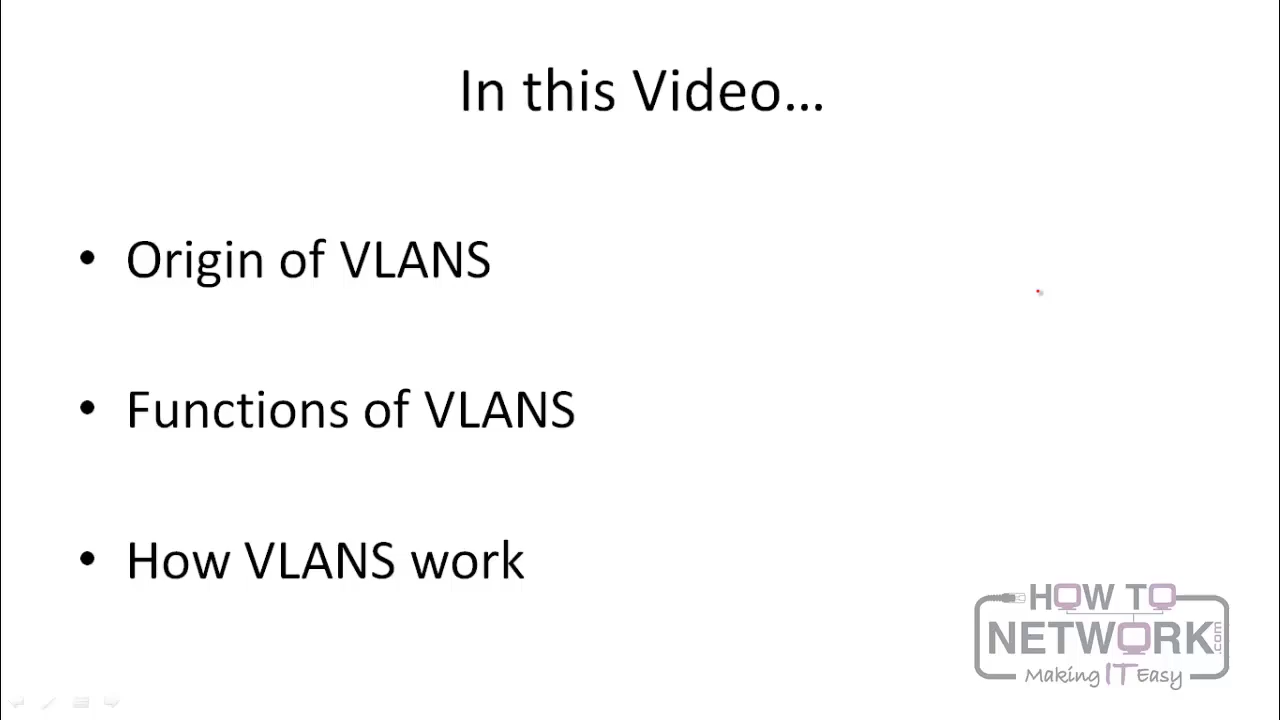 In this Video...
• Origin of VLANS
• Functions of VLANS
• How VLANS work
HOW TO
NETWORK.com
Making IT Easy